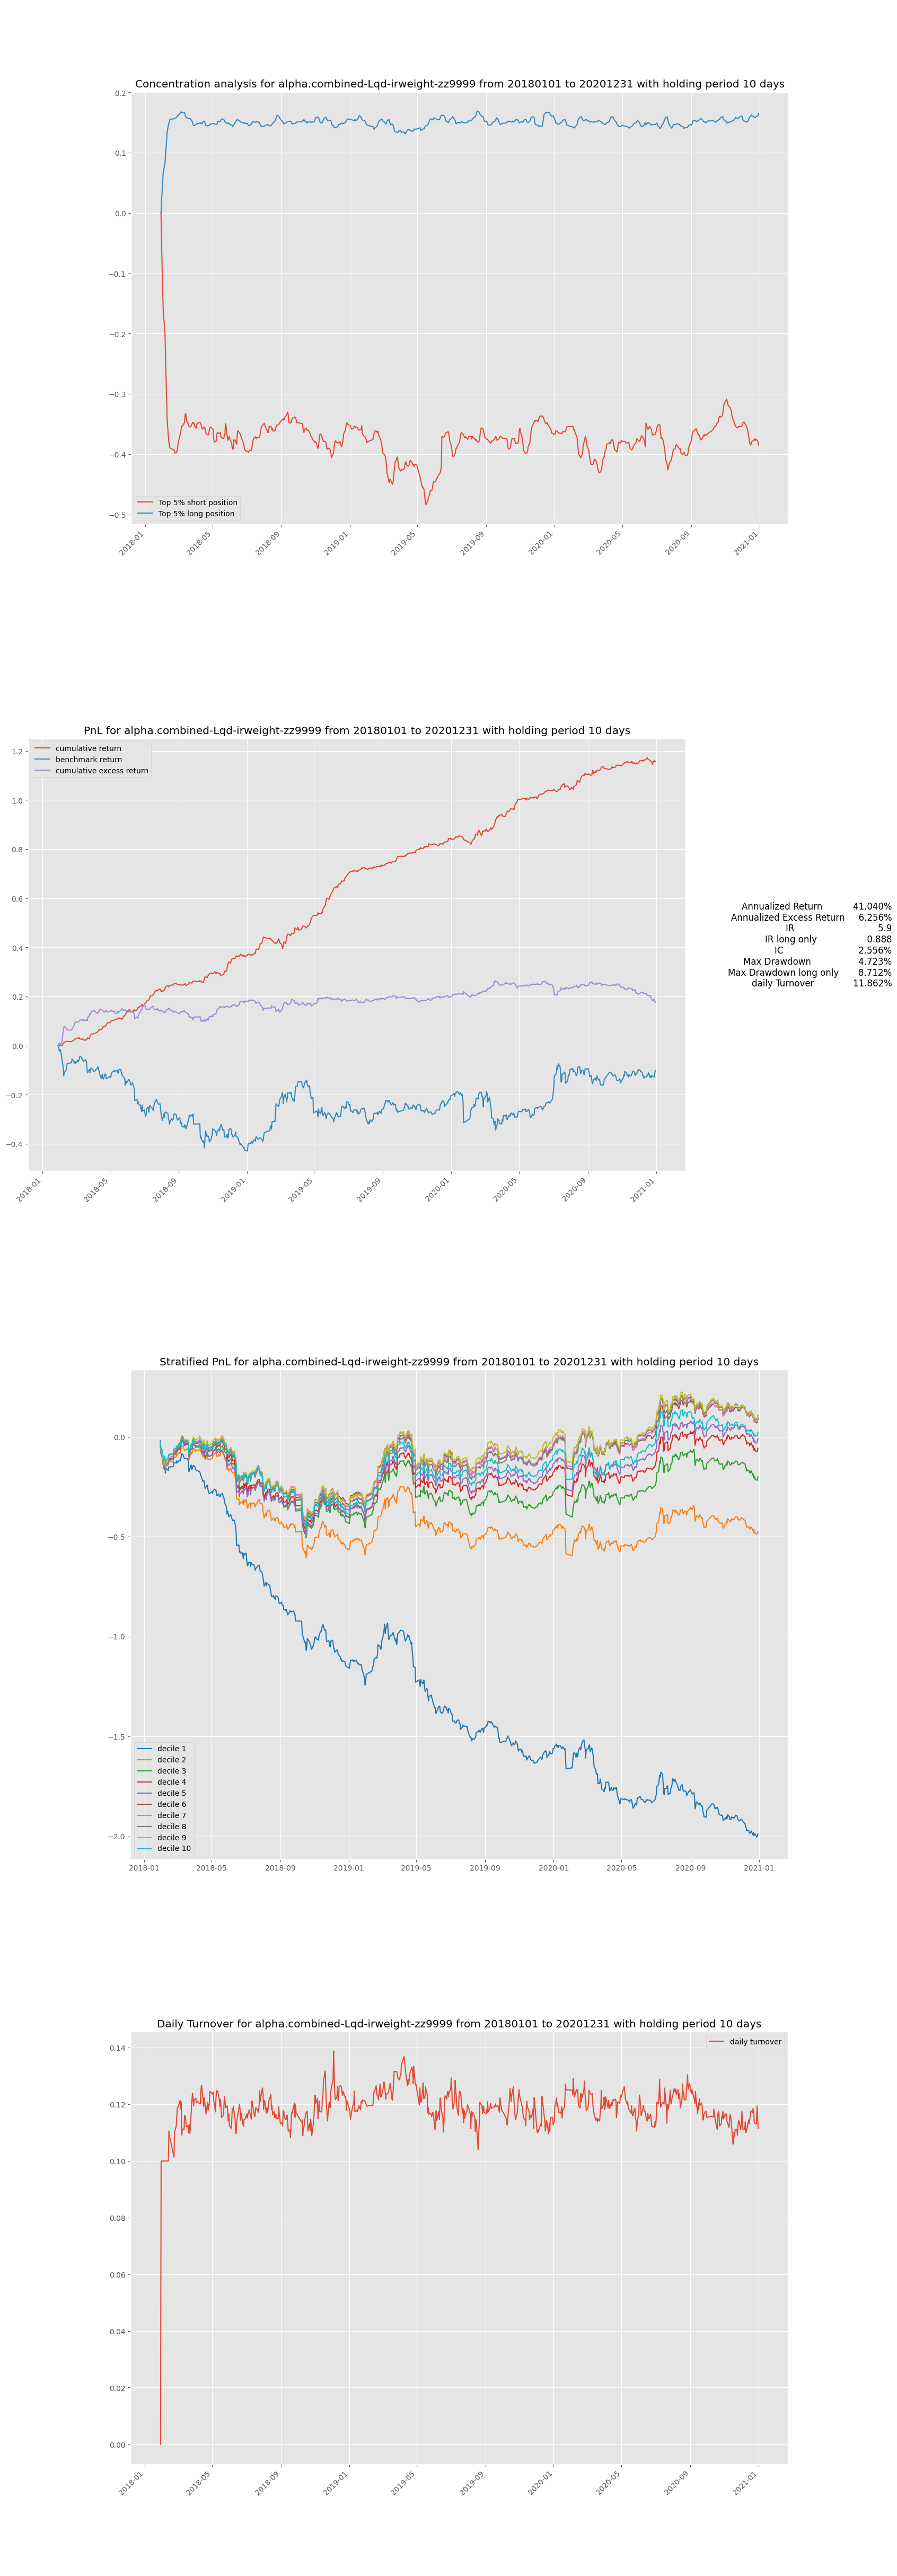 Concentration analysis for alpha.combined-Lqd-irweight-zz9999 from 20180101 to 20201231 with holding period 10 days
0.2
0.1
0.0
−0.1
−0.2
−0.3
−0.4
−0.5
Top 5% short position
Top 5% long position
2018-01
2018-05
2018-09
2019-01
2019-05
2019-09
2020-01
2020-05
2020-09
2021-01
PnL for alpha.combined-Lqd-irweight-zz9999 from 20180101 to 20201231 with holding period 10 days
cumulative return
benchmark return
cumulative excess return
1.2
1.0
0.8
0.6
0.4
0.2
0.0
−0.2
−0.4
2018-01
2018-05
2018-09
2019-01
2019-05
2019-09
2020-01
2020-05
2020-09
2021-01
Annualized Return 41.040%
Annualized Excess Return 6.256%
IR 5.9
IR long only 0.888
IC 2.556%
Max Drawdown 4.723%
Max Drawdown long only 8.712%
daily Turnover 11.862%
Stratified PnL for alpha.combined-Lqd-irweight-zz9999 from 20180101 to 20201231 with holding period 10 days
0.0
−0.5
−1.0
−1.5
−2.0
decile 1
decile 2
decile 3
decile 4
decile 5
decile 6
decile 7
decile 8
decile 9
decile 10
2018-01
2018-05
2018-09
2019-01
2019-05
2019-09
2020-01
2020-05
2020-09
2021-01
Daily Turnover for alpha.combined-Lqd-irweight-zz9999 from 20180101 to 20201231 with holding period 10 days
daily turnover
0.14
0.12
0.10
0.08
0.06
0.04
0.02
0.00
2018-01
2018-05
2018-09
2019-01
2019-05
2019-09
2020-01
2020-05
2020-09
2021-01